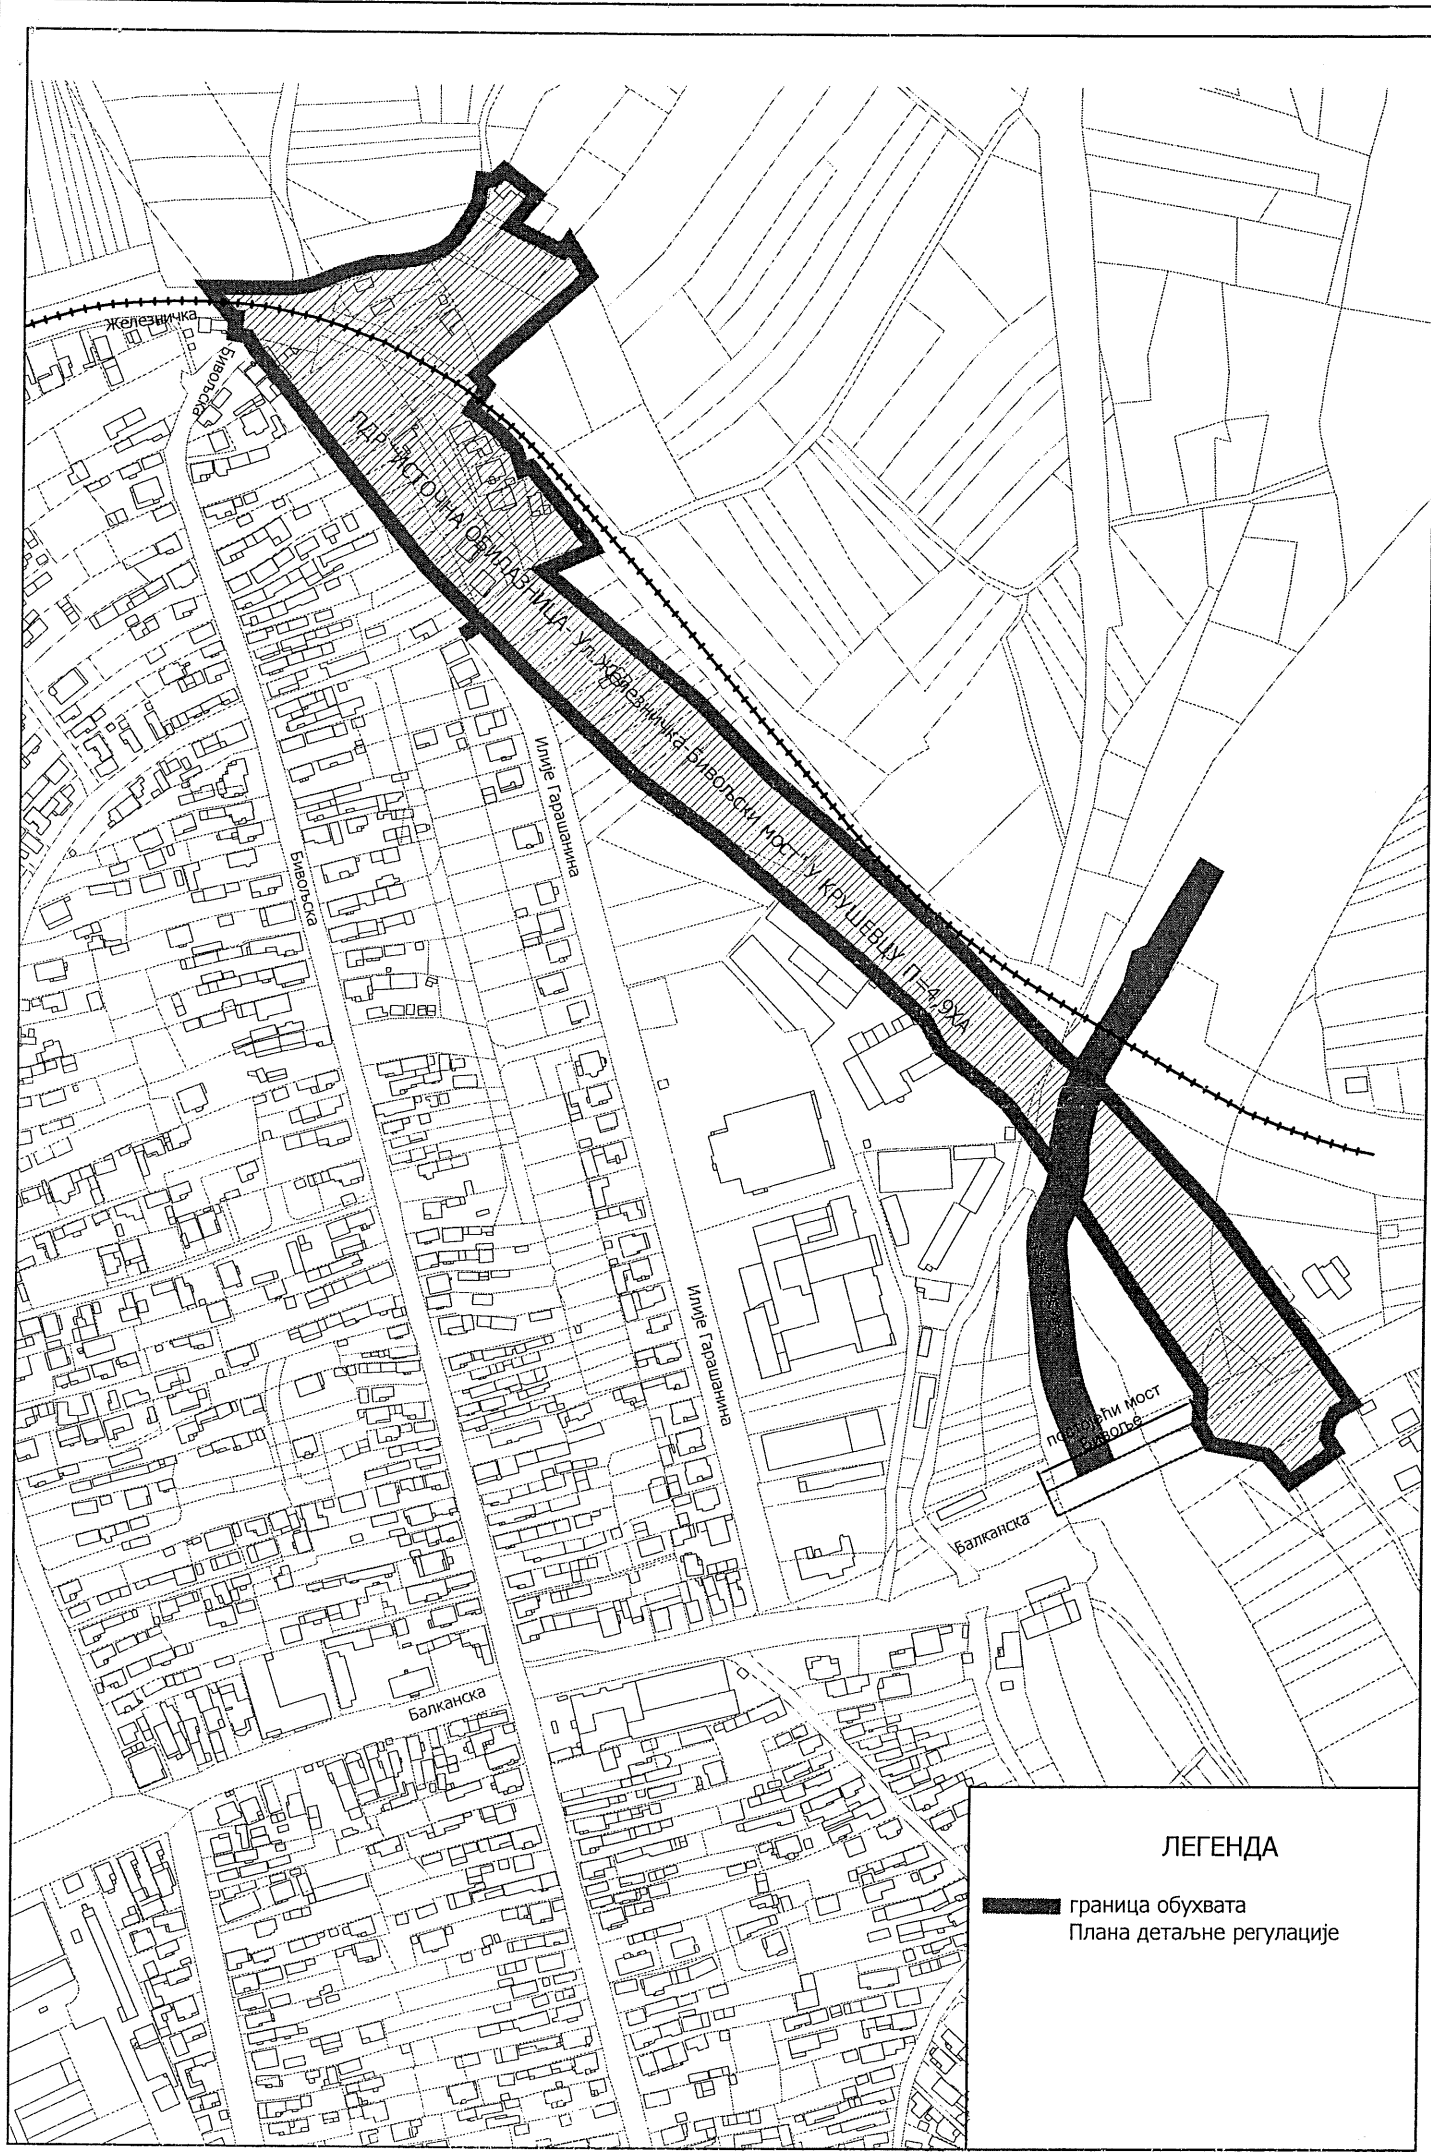 Железничка
Бивољска
ПДР "ИСТОЧНА ОБИЛАЗНИЦА- Ул.Железничка-Бивољски мост" У КРУШЕВЦУ П=4,9ХА
Илије Гарашанина
Бивољска
Илије Гарашанина
постојећи мост
Бивоље
Балканска
Балканска
ЛЕГЕНДА
граница обухвата
Плана детаљне регулације